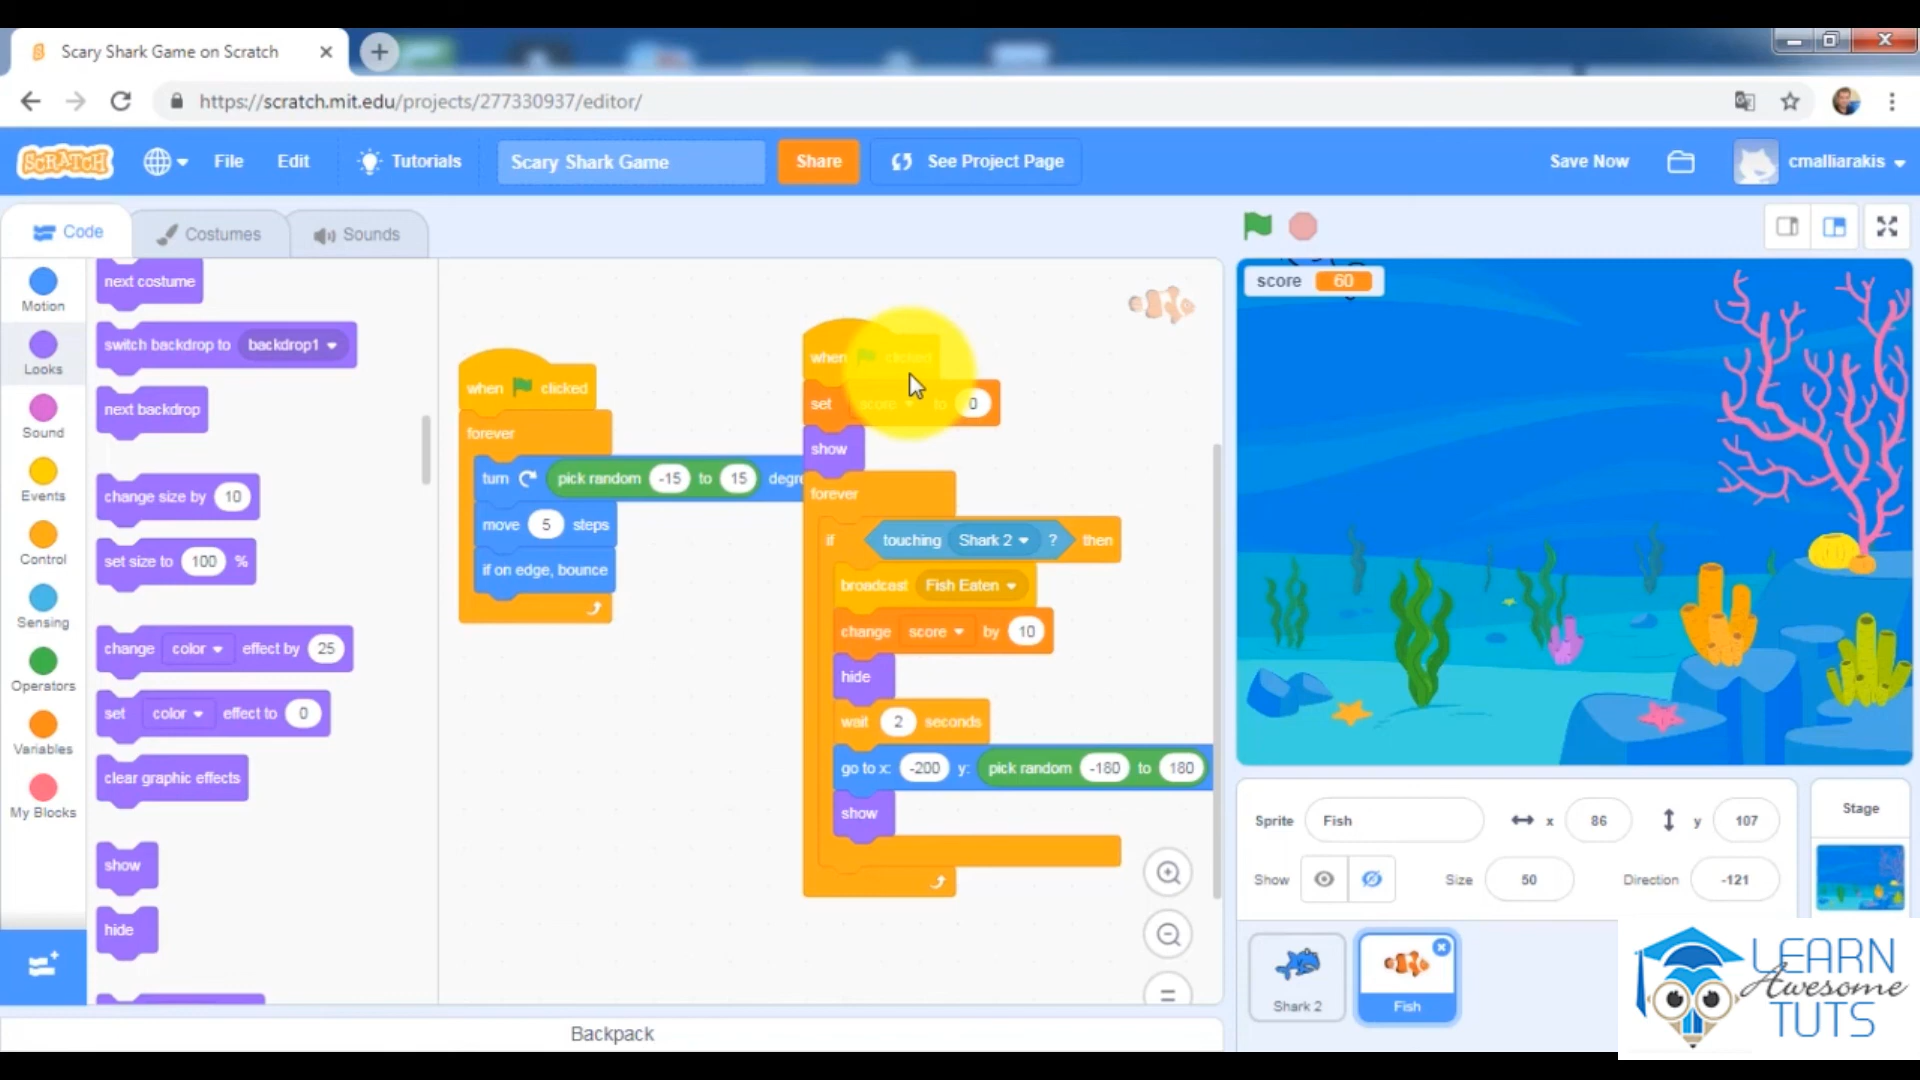 Scary Shark Game on Scratch
https://scratch.mit.edu/projects/277330937/editor/
SCRATCH File Edit Tutorials Scary Shark Game Share See Project Page Save Now cmalliarakis
Code Costumes Sounds
Motion
Looks
Sound
Events
Control
Sensing
Operators
Variables
My Blocks
next costume
switch backdrop to backdrop1
next backdrop
change size by 10
set size to 100 %
change color effect by 25
set color effect to 0
clear graphic effects
show
hide
when clicked
forever
turn pick random -15 to 15 degre
move 5 steps
if on edge, bounce
when clicked
set score to 0
show
forever
if touching Shark 2 ? then
broadcast Fish Eaten
change score by 10
hide
wait 2 seconds
go to x: -200 y: pick random -180 to 180
show
Backpack
score 60
Sprite Fish x 86 y 107
Show Size 50 Direction -121
Stage
Shark 2
Fish
LEARN
Awesome
TUTS